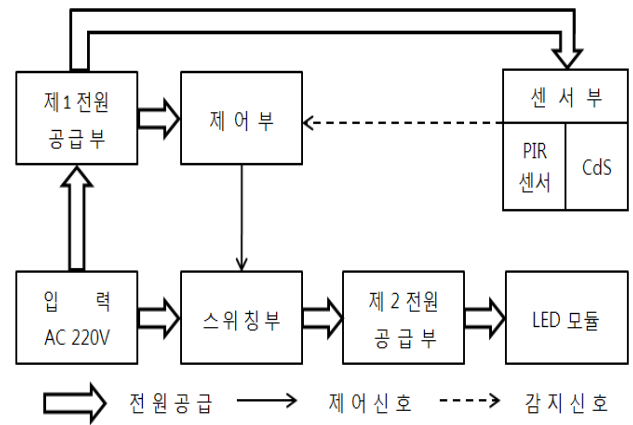 제1전원
공급부
제 어 부
센 서 부
PIR
센서
CdS
입 력
AC 220V
스위칭부
제 2전원
공 급 부
LED 모듈
전 원 공 급
제 어 신 호
감 지 신 호